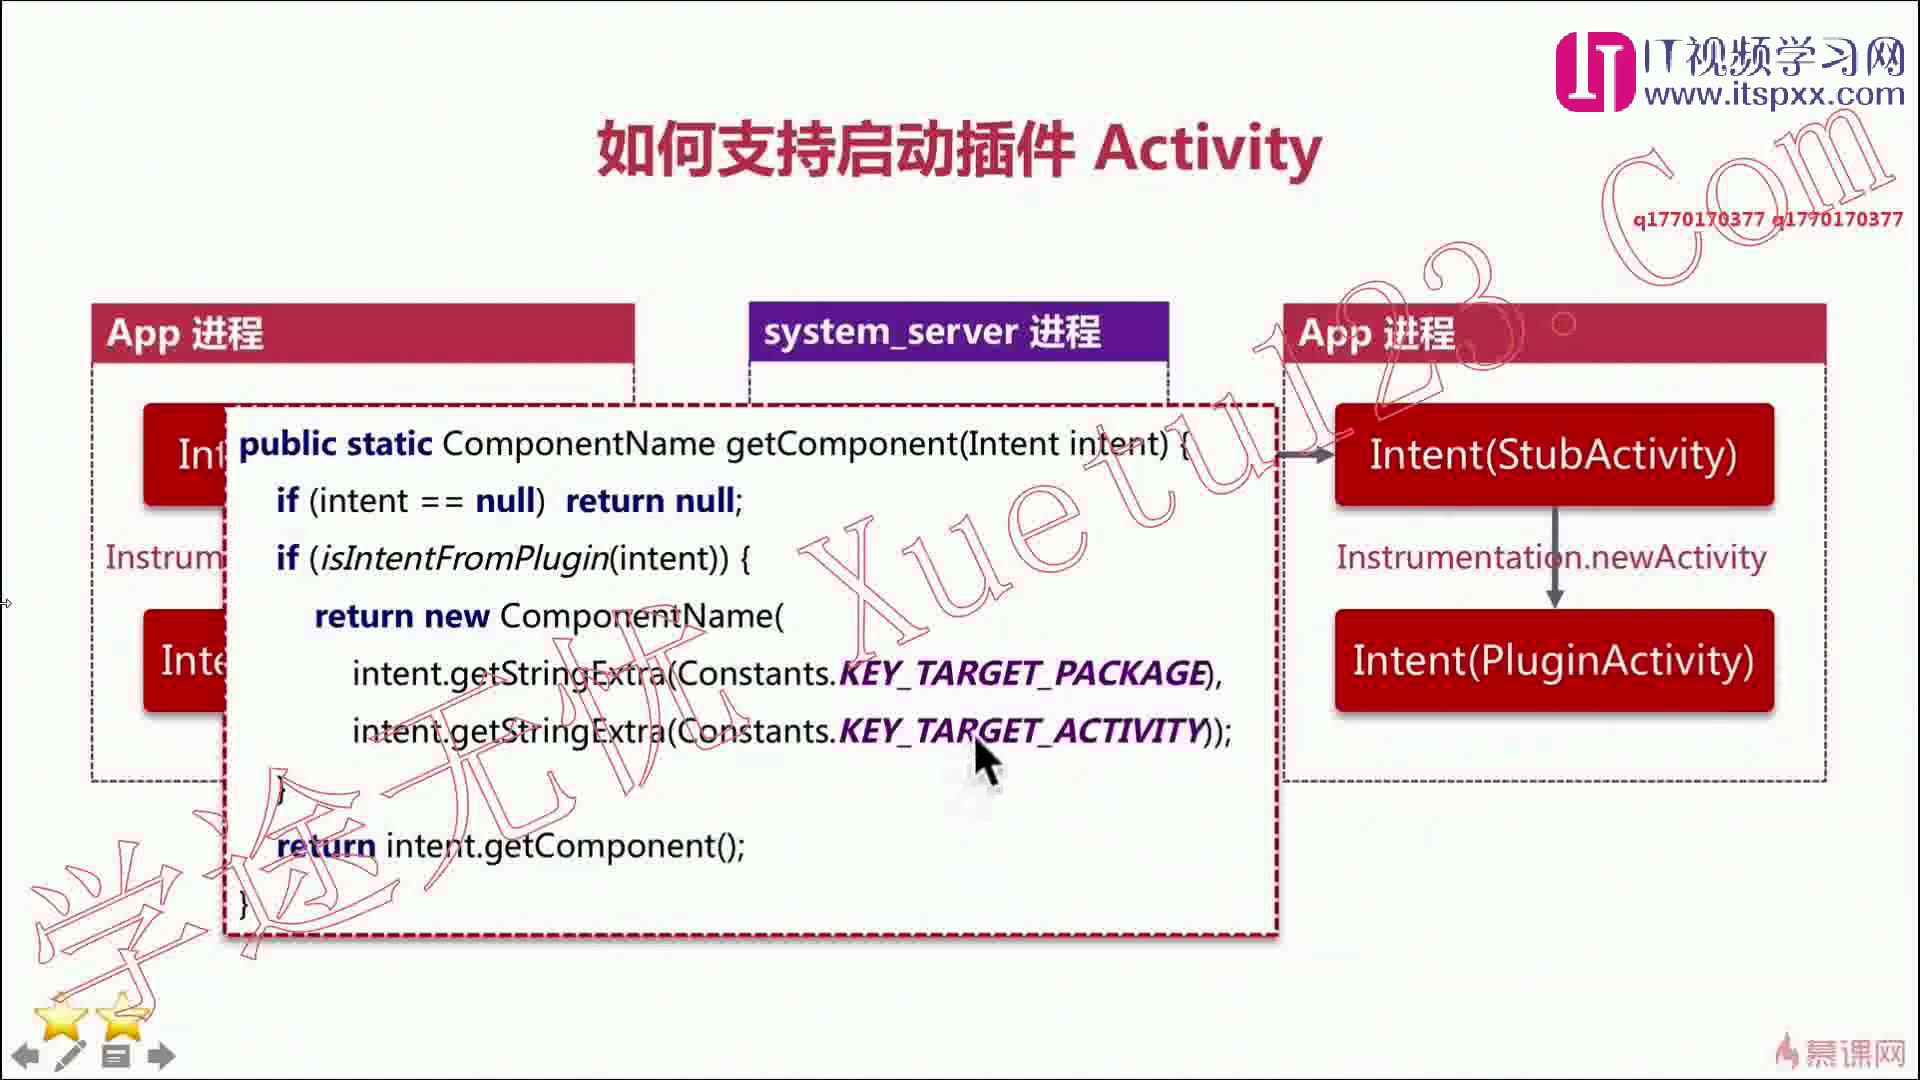 IT视频学习网
www.itspxx.com
如何支持启动插件 Activity
q1770170377 q1770170377
App 进程
system_server 进程
App 进程
Int
public static ComponentName getComponent(Intent intent) {
if (intent == null) return null;
if (isIntentFromPlugin(intent)) {
return new ComponentName(
intent.getStringExtra(Constants.KEY_TARGET_PACKAGE),
intent.getStringExtra(Constants.KEY_TARGET_ACTIVITY));
}
return intent.getComponent();
}
Instrum
Inte
Intent(StubActivity)
Instrumentation.newActivity
Intent(PluginActivity)
学途无忧 Xuetu123.Com
慕课网